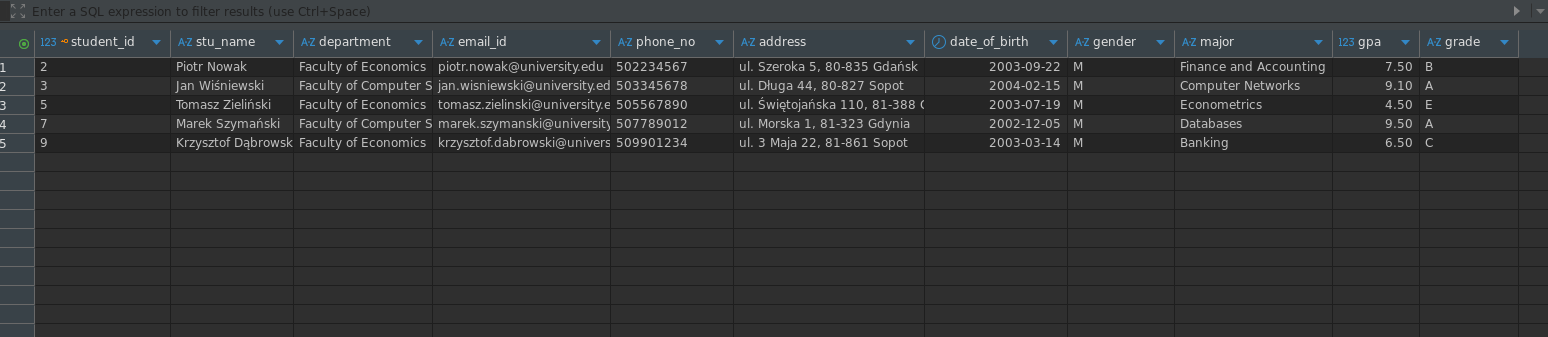 Enter a SQL expression to filter results (use Ctrl+Space)
123 student_id A-Z stu_name A-Z department A-Z email_id A-Z phone_no A-Z address date_of_birth A-Z gender A-Z major 123 gpa A-Z grade
1 2 Piotr Nowak Faculty of Economics piotr.nowak@university.edu 502234567 ul. Szeroka 5, 80-835 Gdańsk 2003-09-22 M Finance and Accounting 7.50 B
2 3 Jan Wiśniewski Faculty of Computer S jan.wisniewski@university.ed 503345678 ul. Długa 44, 80-827 Sopot 2004-02-15 M Computer Networks 9.10 A
3 5 Tomasz Zieliński Faculty of Economics tomasz.zielinski@university.e 505567890 ul. Świętojańska 110, 81-388 G 2003-07-19 M Econometrics 4.50 E
4 7 Marek Szymański Faculty of Computer S marek.szymanski@university 507789012 ul. Morska 1, 81-323 Gdynia 2002-12-05 M Databases 9.50 A
5 9 Krzysztof Dąbrowsk Faculty of Economics krzysztof.dabrowski@univers 509901234 ul. 3 Maja 22, 81-861 Sopot 2003-03-14 M Banking 6.50 C